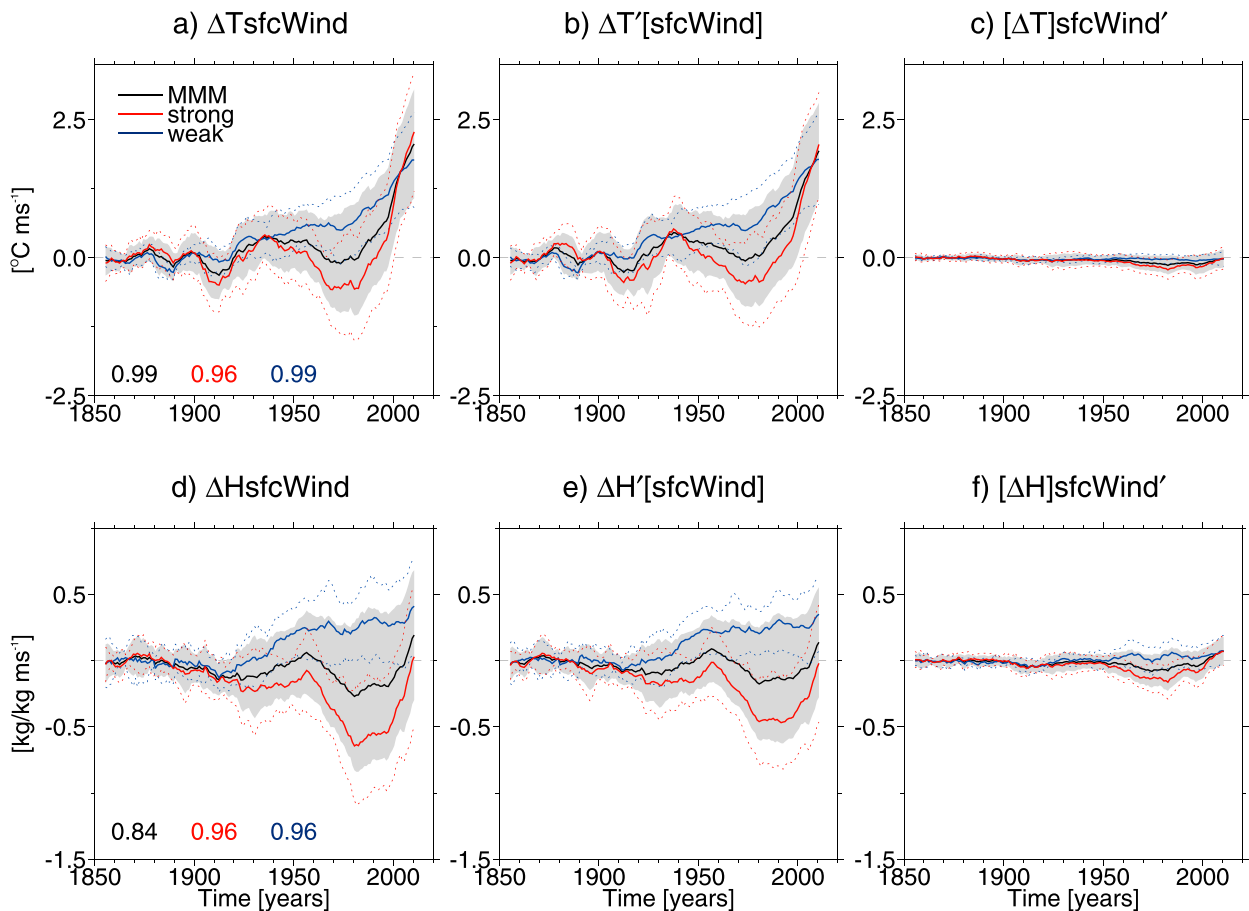 a) ΔTsfcWind
b) ΔT′[sfcWind]
c) [ΔT]sfcWind′
MMM
strong
weak
[°C ms⁻¹]
2.5
0.0
-2.5
0.99 0.96 0.99
1850 1900 1950 2000
2.5
0.0
-2.5
1850 1900 1950 2000
2.5
0.0
-2.5
1850 1900 1950 2000
d) ΔHsfcWind
e) ΔH′[sfcWind]
f) [ΔH]sfcWind′
[kg/kg ms⁻¹]
0.5
-0.5
-1.5
0.84 0.96 0.96
1850 1900 1950 2000
Time [years]
0.5
-0.5
-1.5
1850 1900 1950 2000
Time [years]
0.5
-0.5
-1.5
1850 1900 1950 2000
Time [years]